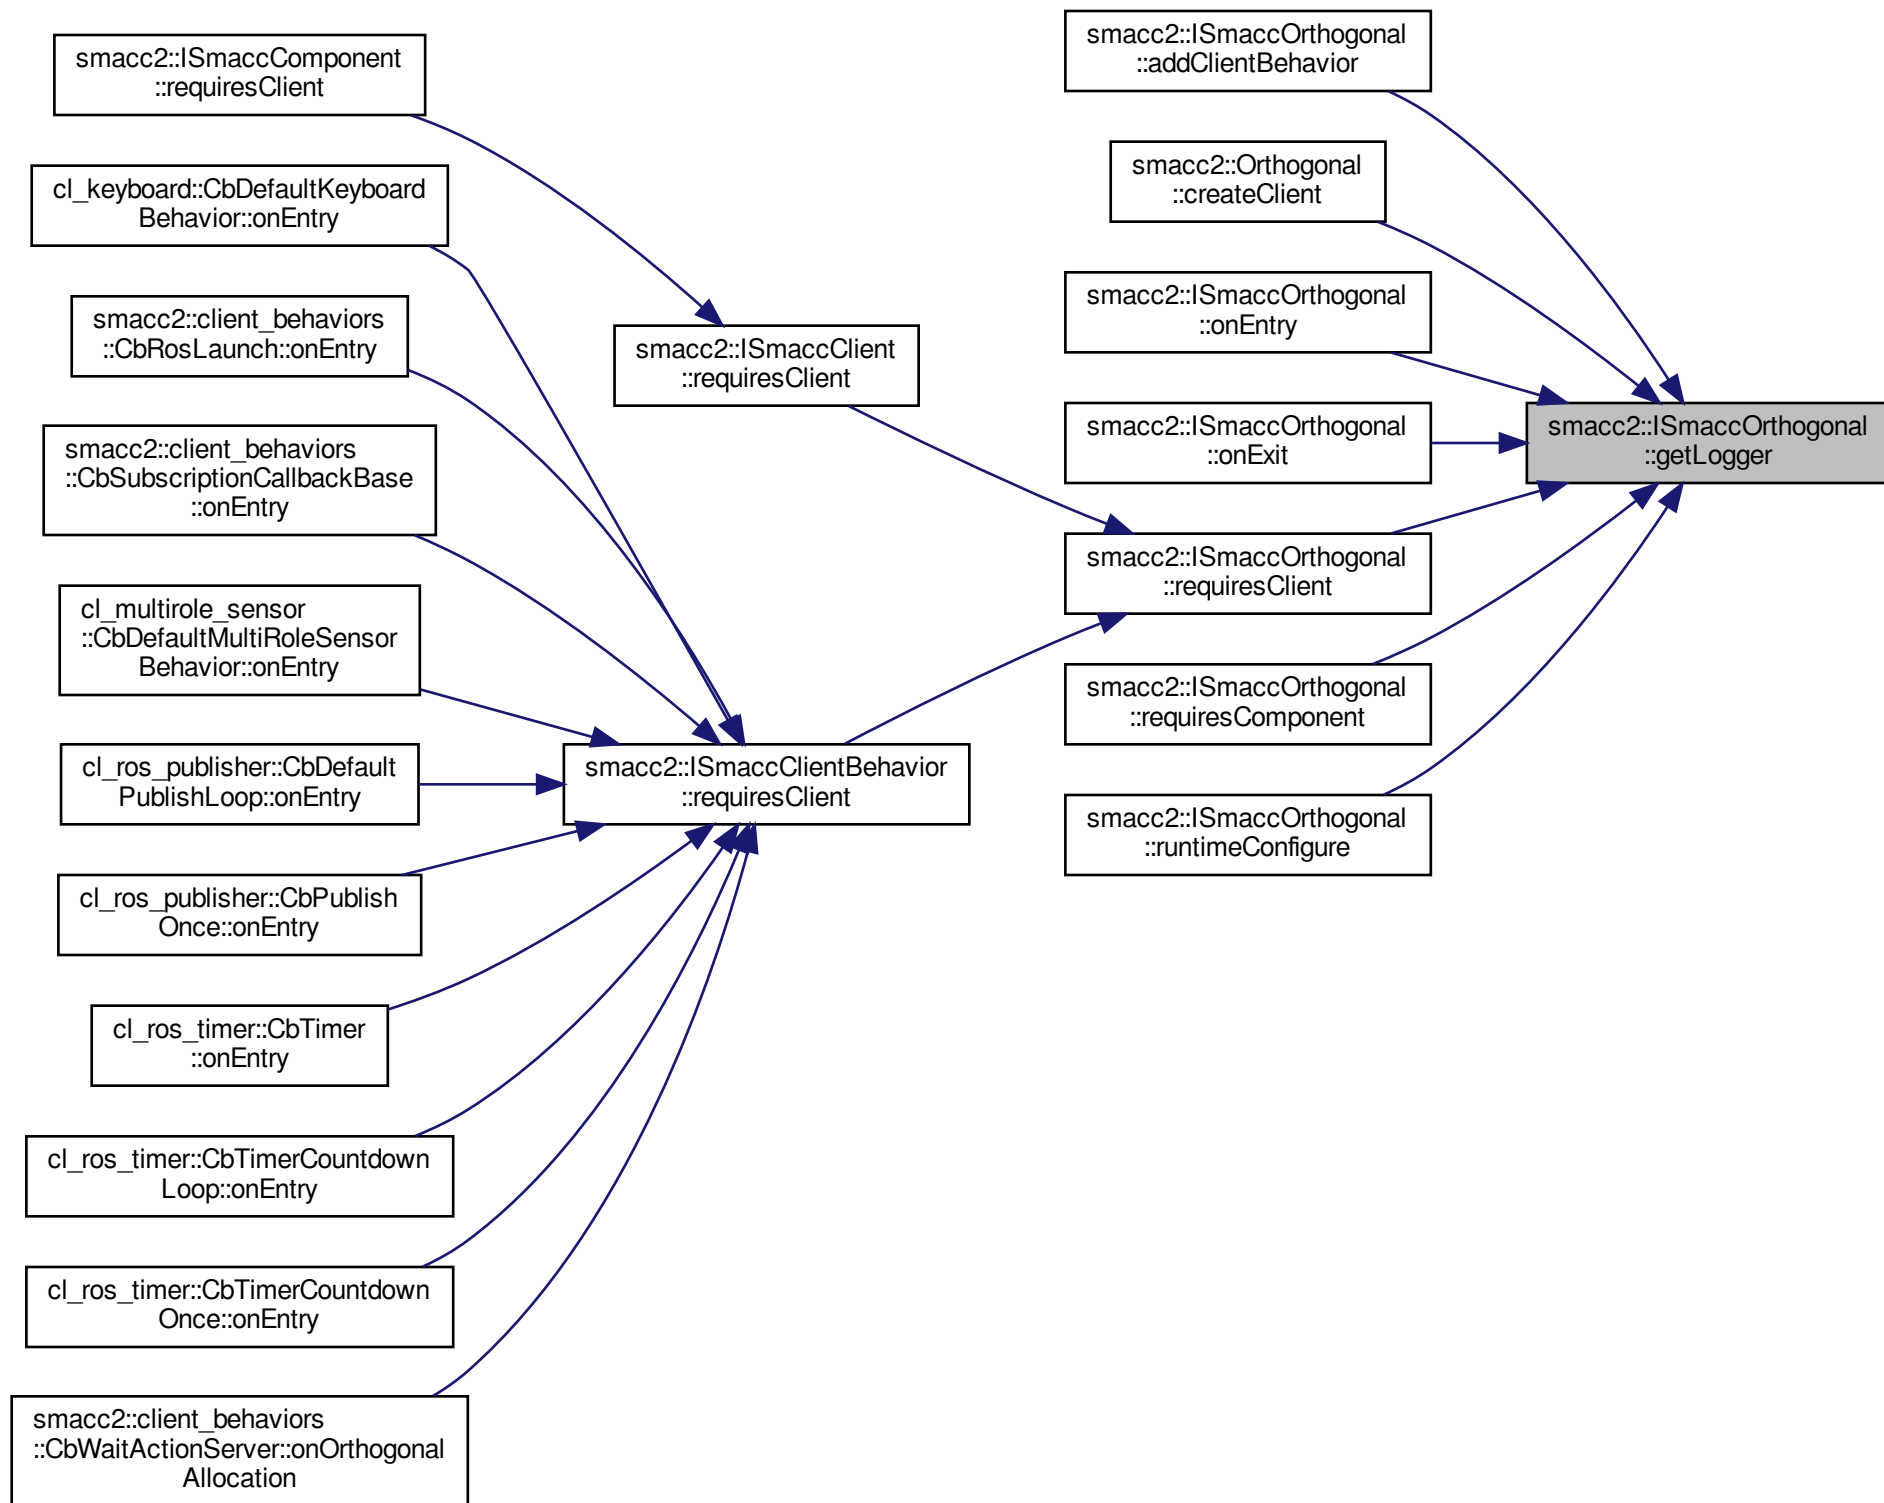 smacc2::ISmaccComponent
::requiresClient
cl_keyboard::CbDefaultKeyboard
Behavior::onEntry
smacc2::client_behaviors
::CbRosLaunch::onEntry
smacc2::client_behaviors
::CbSubscriptionCallbackBase
::onEntry
cl_multirole_sensor
::CbDefaultMultiRoleSensor
Behavior::onEntry
cl_ros_publisher::CbDefault
PublishLoop::onEntry
cl_ros_publisher::CbPublish
Once::onEntry
cl_ros_timer::CbTimer
::onEntry
cl_ros_timer::CbTimerCountdown
Loop::onEntry
cl_ros_timer::CbTimerCountdown
Once::onEntry
smacc2::client_behaviors
::CbWaitActionServer::onOrthogonal
Allocation
smacc2::ISmaccClient
::requiresClient
smacc2::ISmaccClientBehavior
::requiresClient
smacc2::ISmaccOrthogonal
::addClientBehavior
smacc2::Orthogonal
::createClient
smacc2::ISmaccOrthogonal
::onEntry
smacc2::ISmaccOrthogonal
::onExit
smacc2::ISmaccOrthogonal
::requiresClient
smacc2::ISmaccOrthogonal
::requiresComponent
smacc2::ISmaccOrthogonal
::runtimeConfigure
smacc2::ISmaccOrthogonal
::getLogger